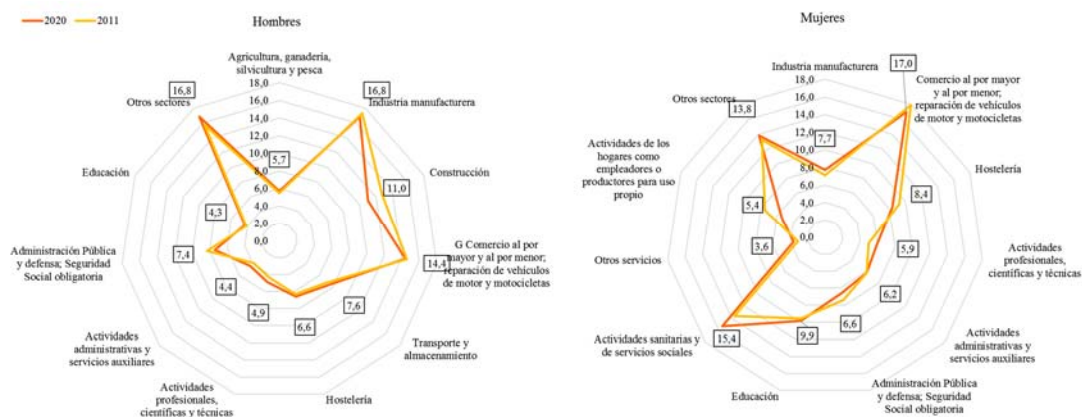 2020 2011
Hombres
Agricultura, ganadería,
silvicultura y pesca
18,0
16,0
14,0
12,0
10,0
8,0
6,0
4,0
2,0
0,0
16,8
Otros sectores
16,8
Industria manufacturera
5,7
Construcción
11,0
Educación
4,3
Administración Pública
y defensa; Seguridad
Social obligatoria
7,4
14,4
G Comercio al por
mayor y al por menor;
reparación de vehículos
de motor y motocicletas
4,4
4,9
6,6
7,6
Transporte y
almacenamiento
Actividades
administrativas y
servicios auxiliares
Actividades
profesionales,
científicas y técnicas
Hostelería
Mujeres
Industria manufacturera
18,0
16,0
14,0
12,0
10,0
8,0
6,0
4,0
2,0
0,0
17,0
Comercio al por mayor
y al por menor;
reparación de vehículos
de motor y motocicletas
Otros sectores
13,8
7,7
Actividades de los
hogares como
empleadores o
productores para uso
propio
5,4
8,4
Hostelería
Otros servicios
3,6
5,9
Actividades
profesionales,
científicas y técnicas
6,2
6,6
9,9
15,4
Actividades sanitarias y
de servicios sociales
Actividades
administrativas y
servicios auxiliares
Educación
Administración Pública
y defensa; Seguridad
Social obligatoria